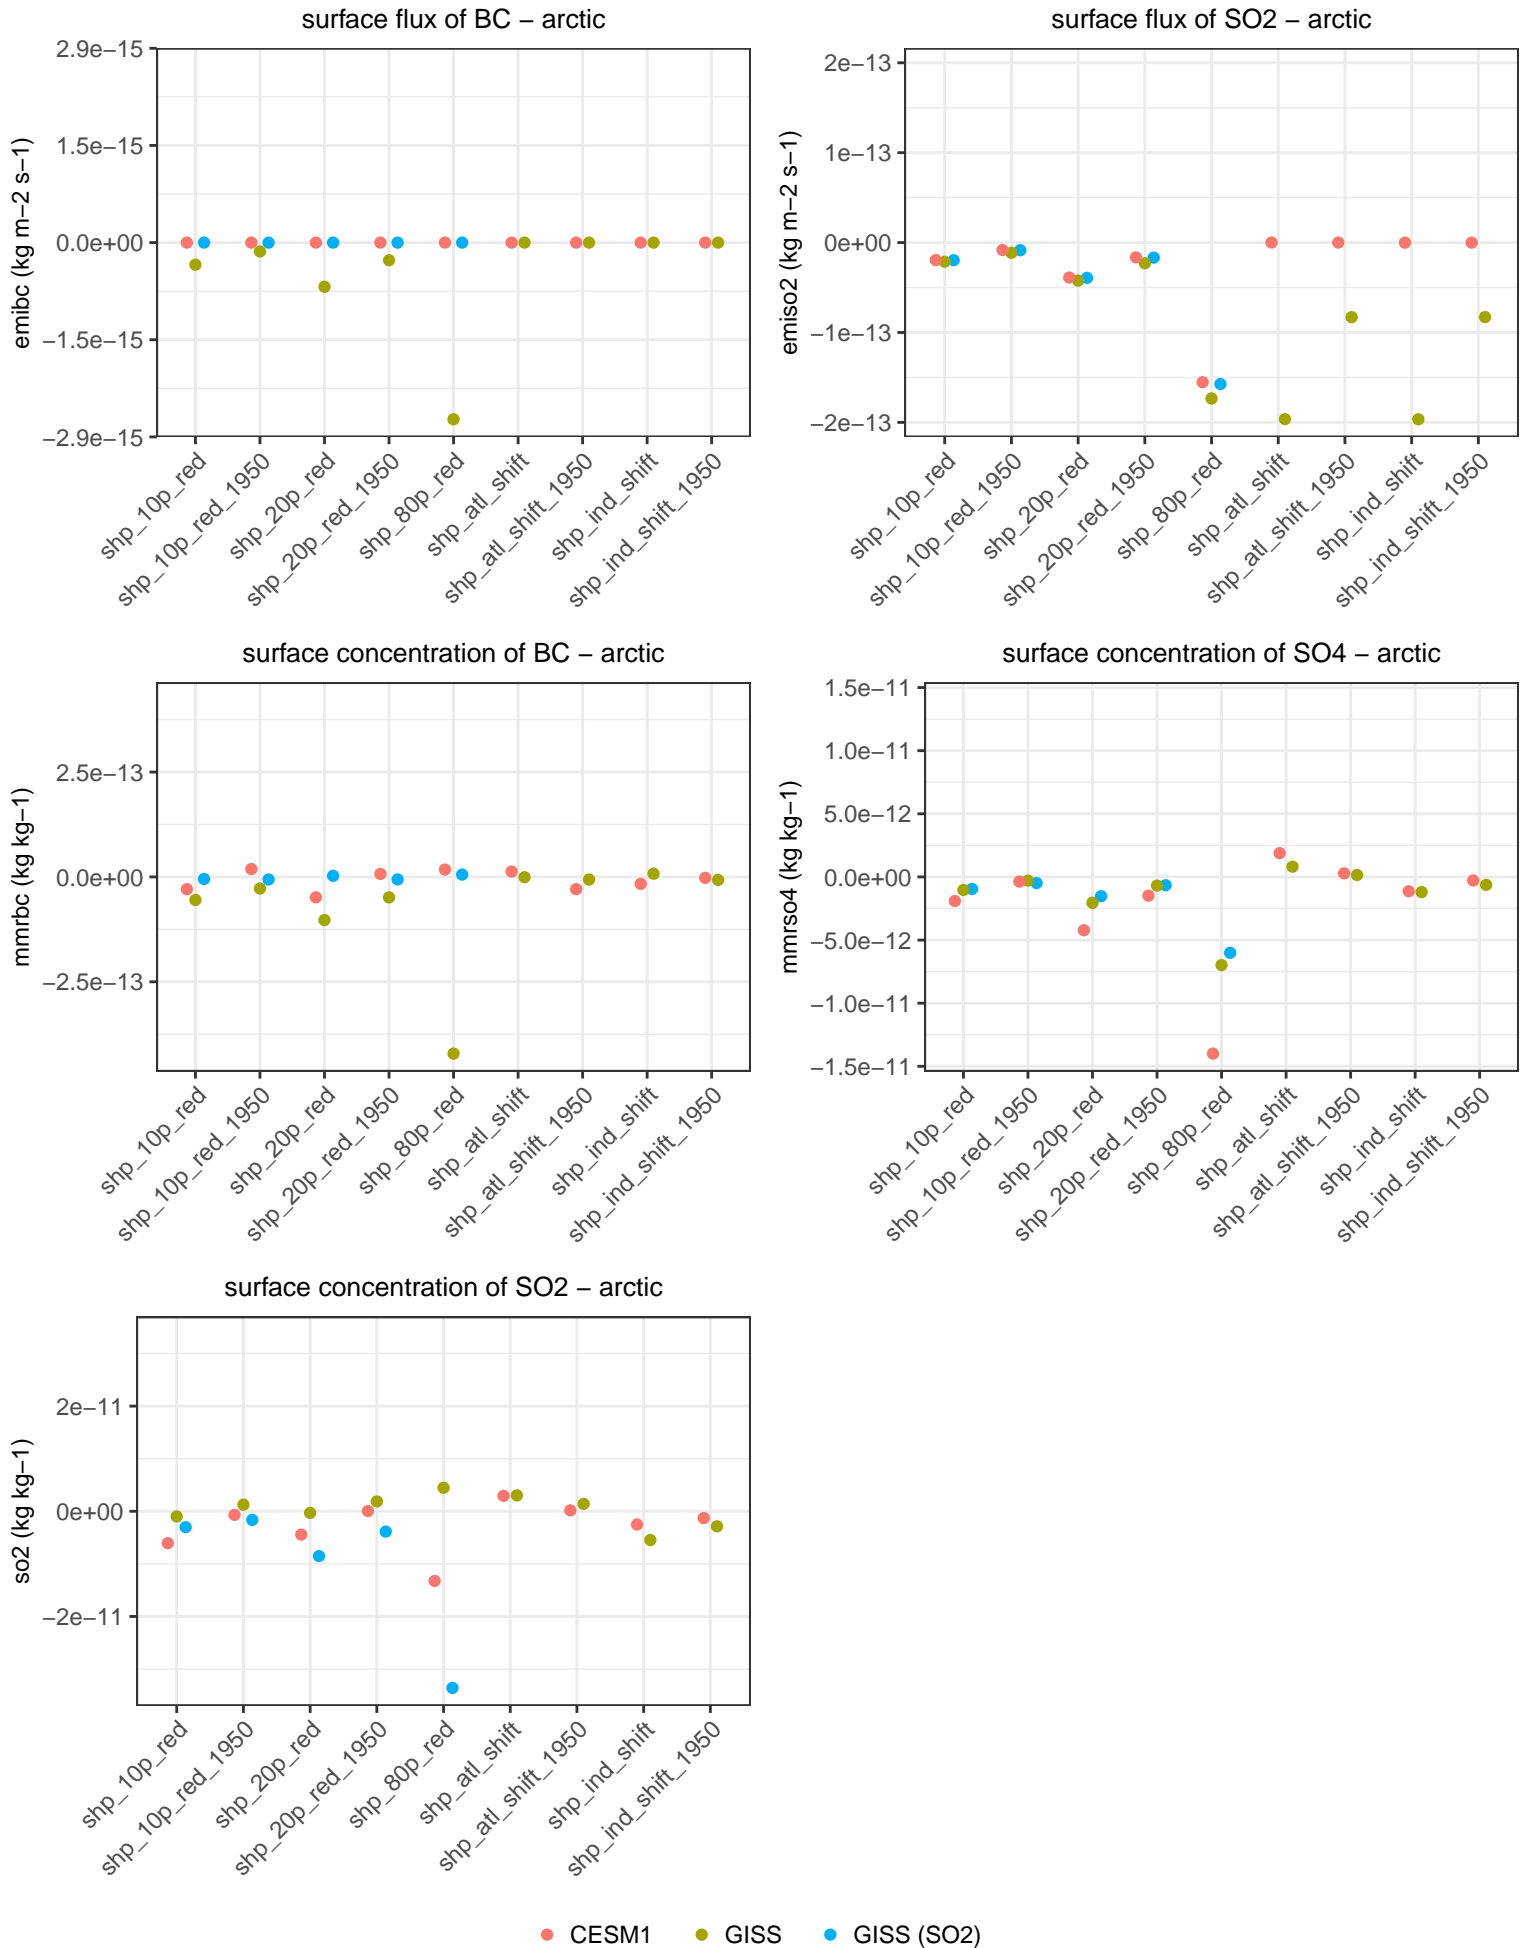 surface flux of BC − arctic
emibc (kg m−2 s−1)
2.9e−15
1.5e−15
0.0e+00
−1.5e−15
−2.9e−15
shp_10p_red
shp_10p_red_1950
shp_20p_red
shp_20p_red_1950
shp_80p_red
shp_atl_shift
shp_atl_shift_1950
shp_ind_shift
shp_ind_shift_1950
surface flux of SO2 − arctic
emiso2 (kg m−2 s−1)
2e−13
1e−13
0e+00
−1e−13
−2e−13
shp_10p_red
shp_10p_red_1950
shp_20p_red
shp_20p_red_1950
shp_80p_red
shp_atl_shift
shp_atl_shift_1950
shp_ind_shift
shp_ind_shift_1950
surface concentration of BC − arctic
mmrbc (kg kg−1)
2.5e−13
0.0e+00
−2.5e−13
shp_10p_red
shp_10p_red_1950
shp_20p_red
shp_20p_red_1950
shp_80p_red
shp_atl_shift
shp_atl_shift_1950
shp_ind_shift
shp_ind_shift_1950
surface concentration of SO4 − arctic
mmrso4 (kg kg−1)
1.5e−11
1.0e−11
5.0e−12
0.0e+00
−5.0e−12
−1.0e−11
−1.5e−11
shp_10p_red
shp_10p_red_1950
shp_20p_red
shp_20p_red_1950
shp_80p_red
shp_atl_shift
shp_atl_shift_1950
shp_ind_shift
shp_ind_shift_1950
surface concentration of SO2 − arctic
so2 (kg kg−1)
2e−11
0e+00
−2e−11
shp_10p_red
shp_10p_red_1950
shp_20p_red
shp_20p_red_1950
shp_80p_red
shp_atl_shift
shp_atl_shift_1950
shp_ind_shift
shp_ind_shift_1950
CESM1 GISS GISS (SO2)